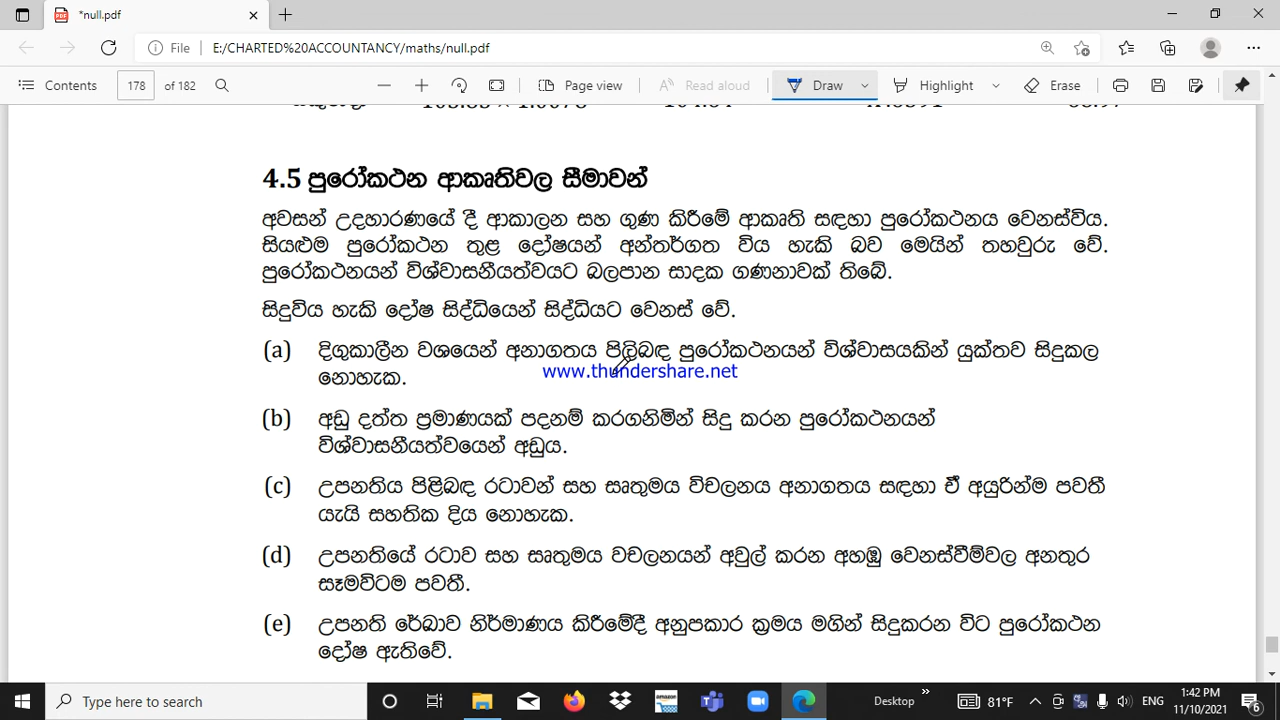 *null.pdf
File E:/CHARTED%20ACCOUNTANCY/maths/null.pdf
Contents 178 of 182 Page view Read aloud Draw Highlight Erase
4.5 පුරෝකථන ආකෘතිවල සීමාවන්
අවසන් උදහාරණයේ දී ආකාලන සහ ගුණ කිරීමේ ආකෘති සඳහා පුරෝකථනය වෙනස්විය.
සියළුම පුරෝකථන තුළ දෝෂයන් අන්තර්ගත විය හැකි බව මෙයින් තහවුරු වේ.
පුරෝකථනයන් විශ්වාසනීයත්වයට බලපාන සාදක ගණනාවක් තිබේ.
සිදුවිය හැකි දෝෂ සිද්ධියෙන් සිද්ධියට වෙනස් වේ.
(a) දිගුකාලීන වශයෙන් අනාගතය පිලිබඳ පුරෝකථනයන් විශ්වාසයකින් යුක්තව සිදුකල
නොහැක.
www.thundershare.net
(b) අඩු දත්ත ප්‍රමාණයක් පදනම් කරගනිමින් සිදු කරන පුරෝකථනයන්
විශ්වාසනීයත්වයෙන් අඩුය.
(c) උපනතිය පිළිබඳ රටාවන් සහ සෘතුමය විචලනය අනාගතය සඳහා ඒ අයුරින්ම පවතී
යැයි සහතික දිය නොහැක.
(d) උපනතියේ රටාව සහ සෘතුමය වචලනයන් අවුල් කරන අහඹු වෙනස්වීම්වල අනතුර
සෑමවිටම පවතී.
(e) උපනති රේඛාව නිර්මාණය කිරීමේදී අනුපකාර ක්‍රමය මගින් සිදුකරන විට පුරෝකථන
දෝෂ ඇතිවේ.
Type here to search Desktop 81°F ENG 1:42 PM
11/10/2021 6